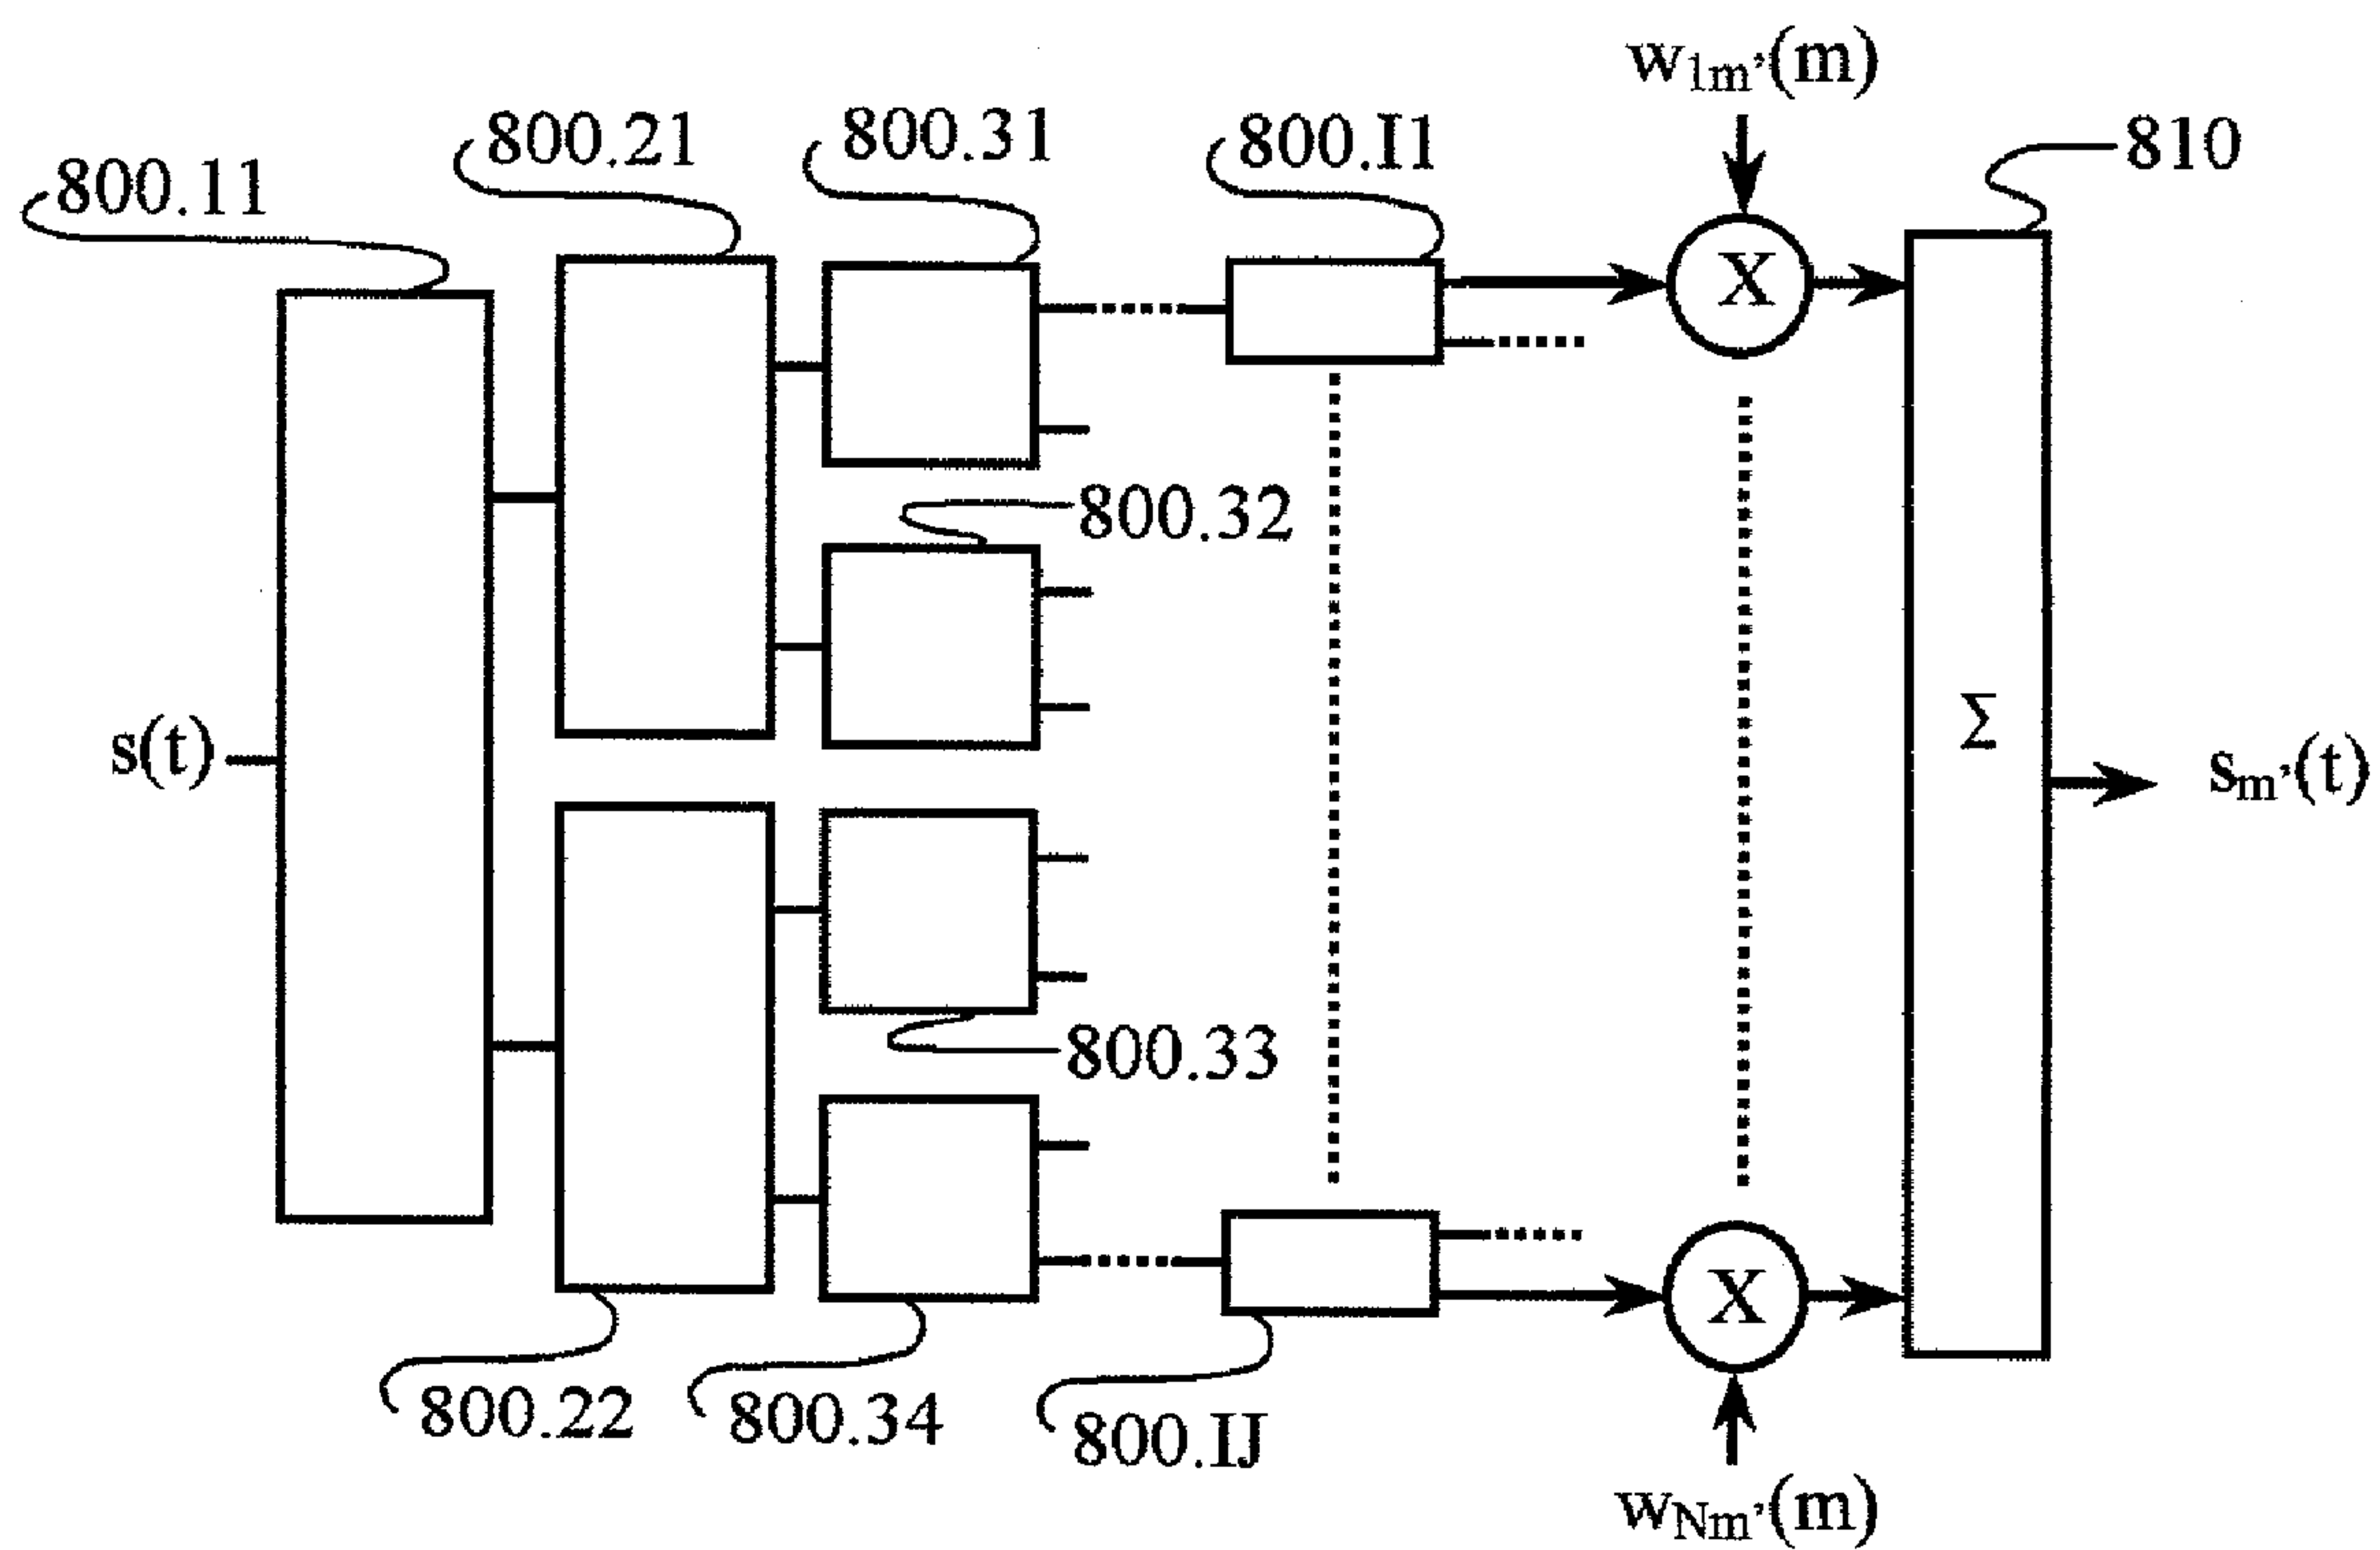 w1m’(m)
800.11
800.21
800.31
800.I1
810
X
800.32
s(t)
Σ
sm’(t)
800.33
X
800.22
800.34
800.IJ
wNm’(m)